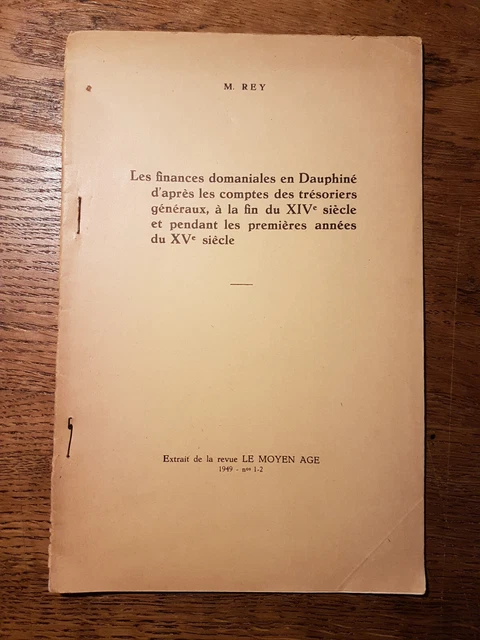 M. REY
Les finances domaniales en Dauphiné
d'après les comptes des trésoriers
généraux, à la fin du XIVe siècle
et pendant les premières années
du XVe siècle
Extrait de la revue LE MOYEN AGE
1949 - nos 1-2